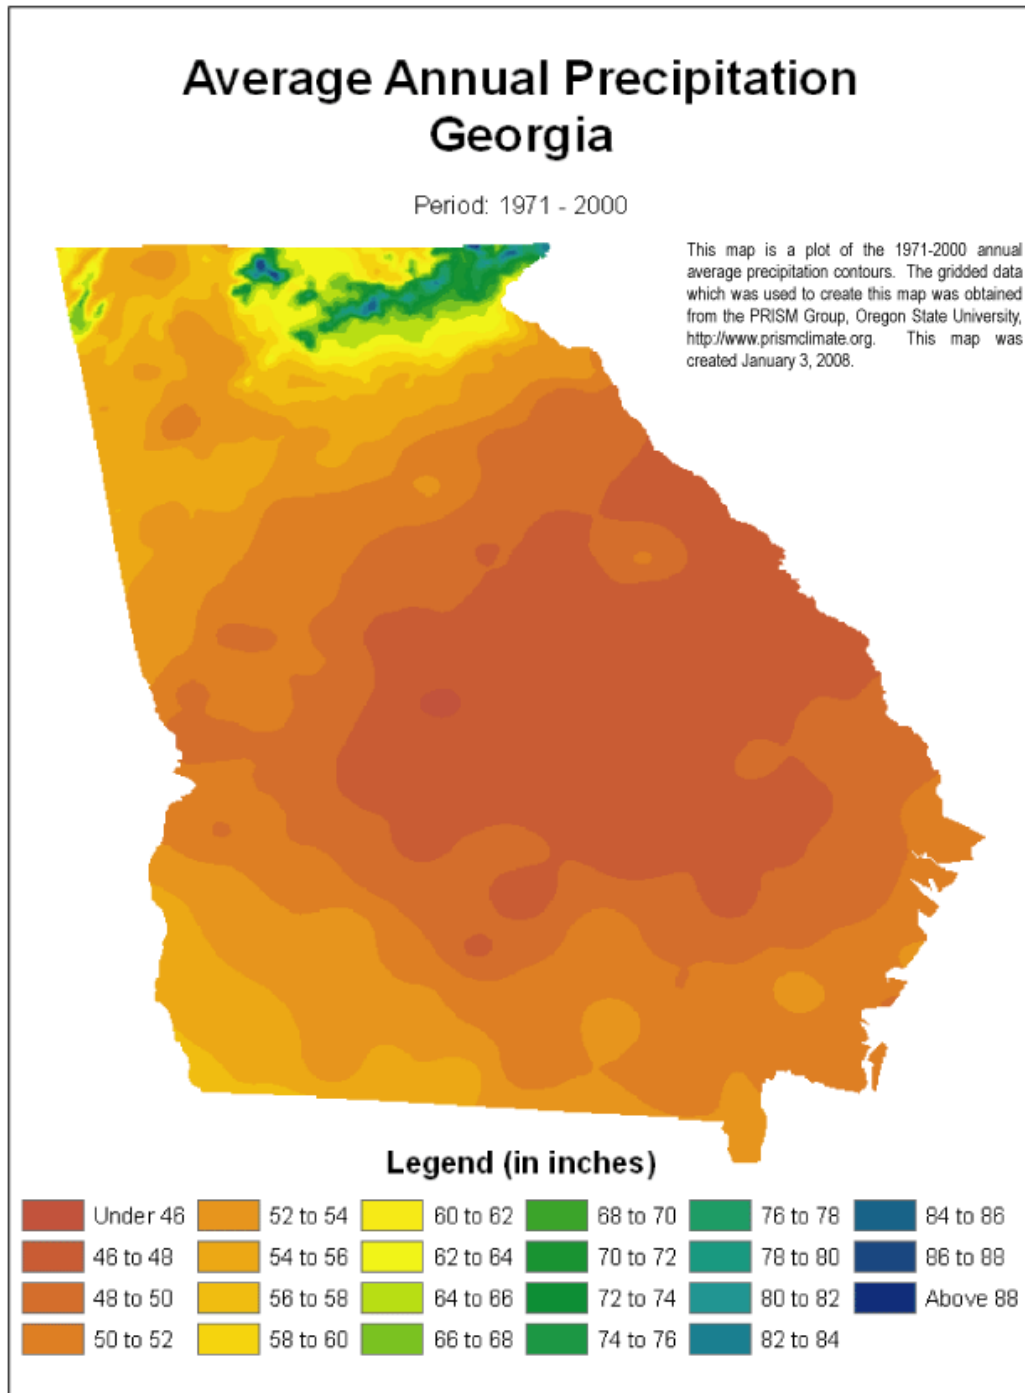 Average Annual Precipitation
Georgia
Period: 1971 - 2000
This map is a plot of the 1971-2000 annual
average precipitation contours. The gridded data
which was used to create this map was obtained
from the PRISM Group, Oregon State University,
http://www.prismclimate.org. This map was
created January 3, 2008.
Legend (in inches)
Under 46 52 to 54 60 to 62 68 to 70 76 to 78 84 to 86
46 to 48 54 to 56 62 to 64 70 to 72 78 to 80 86 to 88
48 to 50 56 to 58 64 to 66 72 to 74 80 to 82 Above 88
50 to 52 58 to 60 66 to 68 74 to 76 82 to 84